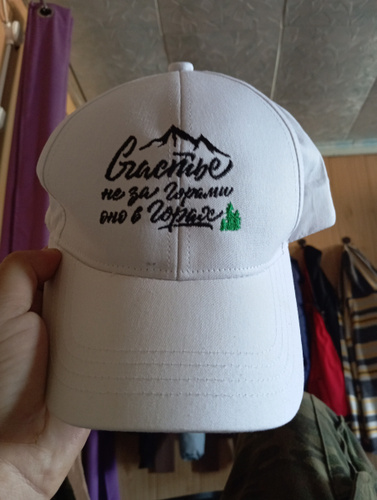 Счастье
не за горами
оно в Горах